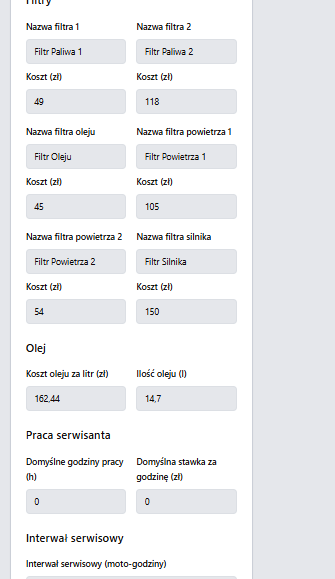 Filtry
Nazwa filtra 1
Nazwa filtra 2
Filtr Paliwa 1
Filtr Paliwa 2
Koszt (zł)
Koszt (zł)
49
118
Nazwa filtra oleju
Nazwa filtra powietrza 1
Filtr Oleju
Filtr Powietrza 1
Koszt (zł)
Koszt (zł)
45
105
Nazwa filtra powietrza 2
Nazwa filtra silnika
Filtr Powietrza 2
Filtr Silnika
Koszt (zł)
Koszt (zł)
54
150
Olej
Koszt oleju za litr (zł)
Ilość oleju (l)
162,44
14,7
Praca serwisanta
Domyślne godziny pracy
(h)
Domyślna stawka za
godzinę (zł)
0
0
Interwał serwisowy
Interwał serwisowy (moto-godziny)